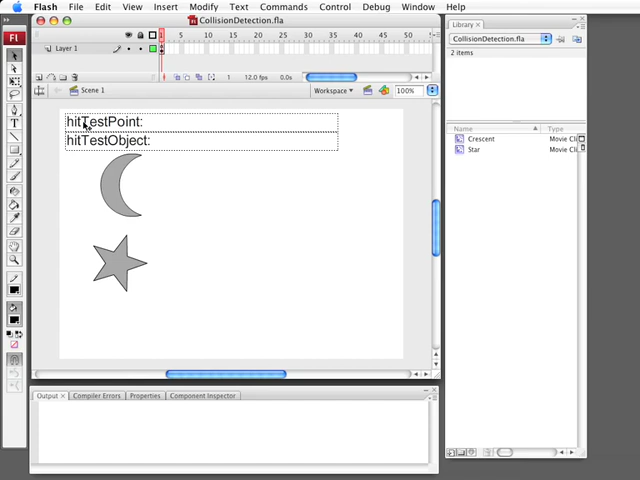 Flash File Edit View Insert Modify Text Commands Control Debug Window Help
CollisionDetection.fla
Layer 1
1 5 10 15 20 25 30 35 40 45 50
1 12.0 fps 0.0s
Scene 1
Workspace
100%
hitTestPoint:
hitTestObject:
Output
Compiler Errors
Properties
Component Inspector
Library
CollisionDetection.fla
2 items
Name Type
Crescent Movie Cli
Star Movie Cli
Fl
T